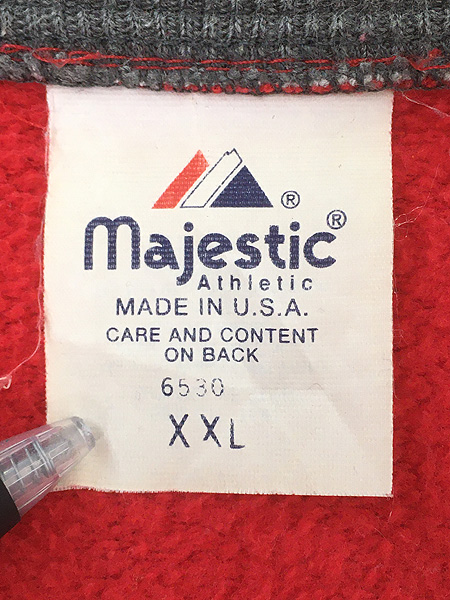 ®
Majestic®
Athletic
MADE IN U.S.A.
CARE AND CONTENT
ON BACK
6530
XXL